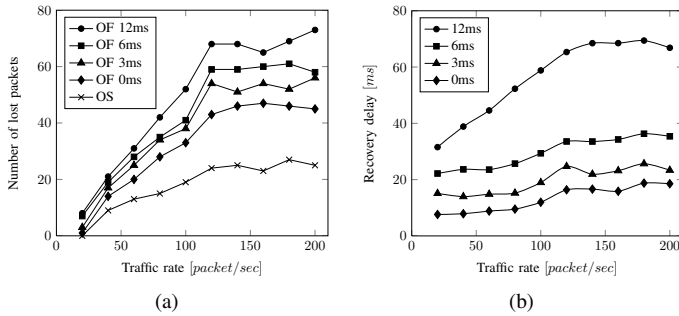 80
60
40
20
0
0
50
100
150
200
Number of lost packets
Traffic rate [packet/sec]
OF 12ms
OF 6ms
OF 3ms
OF 0ms
OS
(a)
80
60
40
20
0
0
50
100
150
200
Recovery delay [ms]
Traffic rate [packet/sec]
12ms
6ms
3ms
0ms
(b)